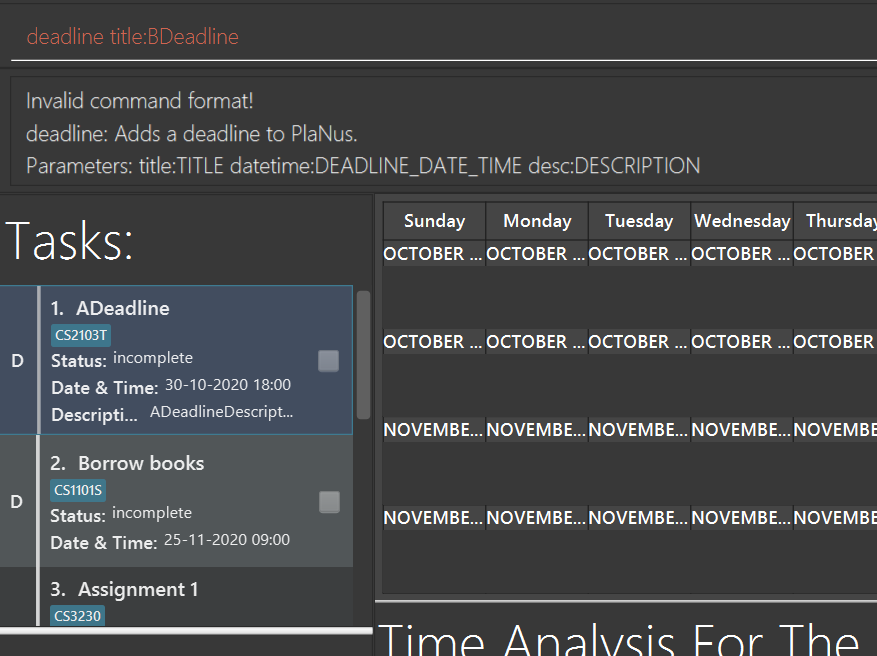 deadline title:BDeadline
Invalid command format!
deadline: Adds a deadline to PlaNus.
Parameters: title:TITLE datetime:DEADLINE_DATE_TIME desc:DESCRIPTION
Tasks:
D
1. ADeadline
CS2103T
Status: incomplete
Date & Time: 30-10-2020 18:00
Descripti... ADeadlineDescript...
D
2. Borrow books
CS1101S
Status: incomplete
Date & Time: 25-11-2020 09:00
3. Assignment 1
CS3230
Sunday Monday Tuesday Wednesday Thursday
OCTOBER ... OCTOBER ... OCTOBER ... OCTOBER ... OCTOBER
OCTOBER ... OCTOBER ... OCTOBER ... OCTOBER ... OCTOBER
NOVEMBE... NOVEMBE... NOVEMBE... NOVEMBE... NOVEMBE
NOVEMBE... NOVEMBE... NOVEMBE... NOVEMBE... NOVEMBE
Time Analysis For The